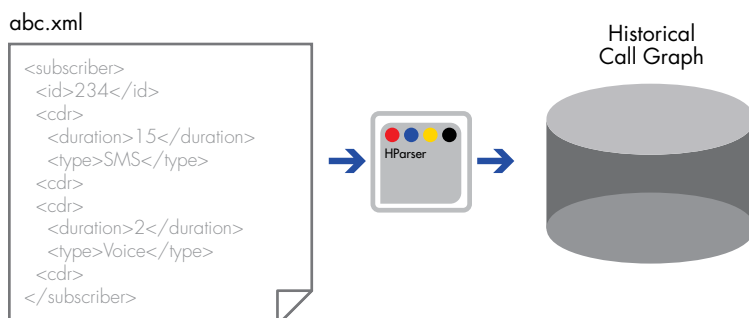 abc.xml
<subscriber>
<id>234</id>
<cdr>
<duration>15</duration>
<type>SMS</type>
<cdr>
<cdr>
<duration>2</duration>
<type>Voice</type>
<cdr>
</subscriber>
HParser
Historical
Call Graph